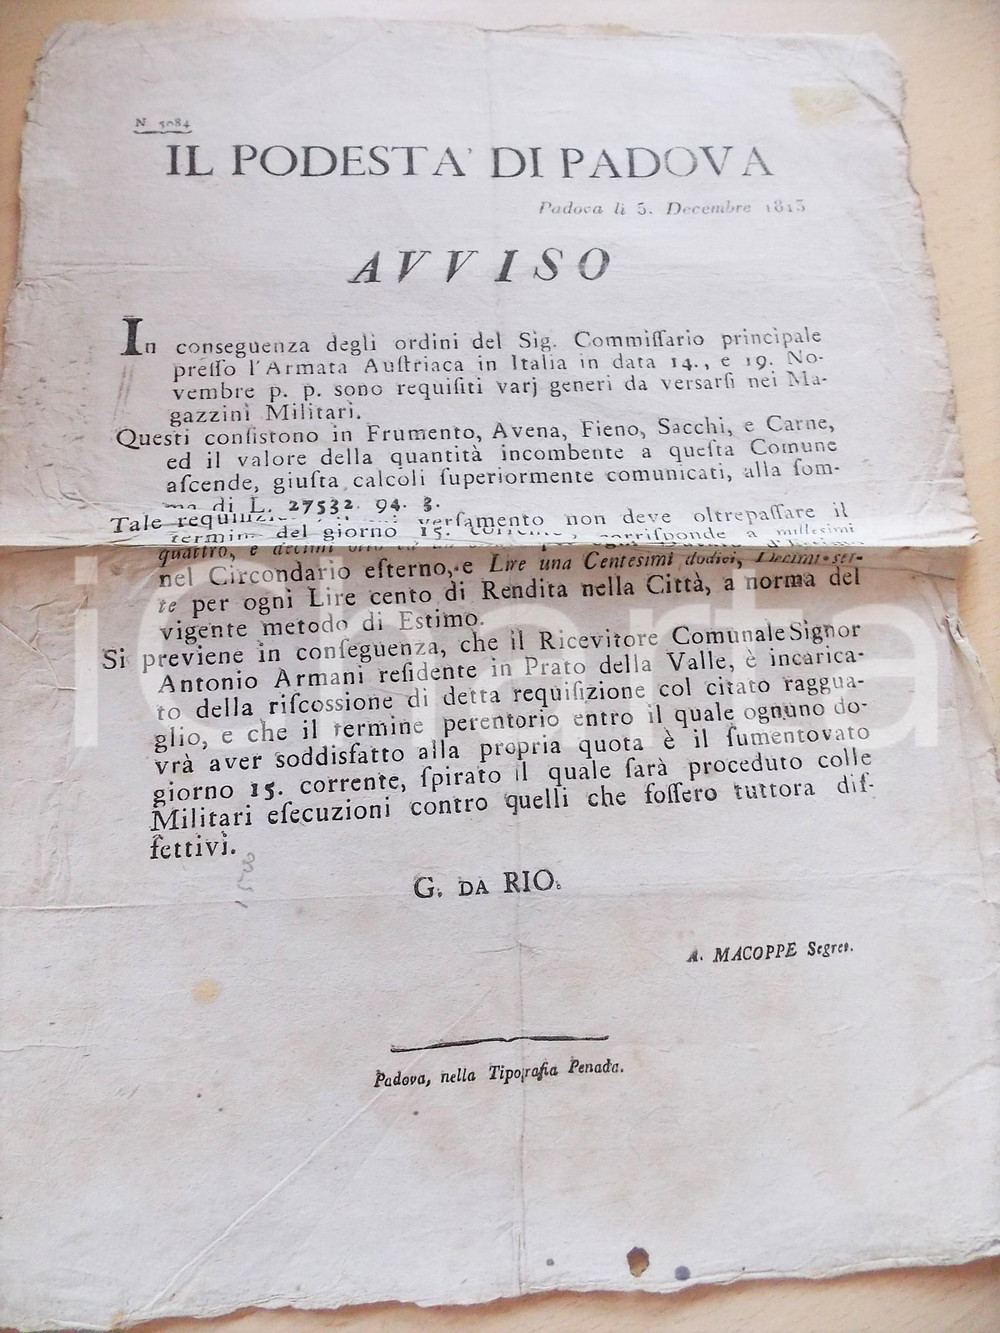 N. 5084
IL PODESTA' DI PADOVA
Padova li 5. Decembre 1813
AVVISO
In conseguenza degli ordini del Sig. Commiſſario principale
preſſo l'Armata Auſtriaca in Italia in data 14., e 19. No-
vembre p. p. sono requiſiti varj generi da versarſi nei Ma-
gazzini Militari.
Queſti conſiſtono in Frumento, Avena, Fieno, Sacchi, e Carne,
ed il valore della quantità incombente a queſta Comune
aſcende, giuſta calcoli ſuperiormente comunicati, alla ſom-
ma di L. 27532. 94. 3.
Tale verſamento non deve oltrepaſſare il
termine del giorno 15. corrente, corriſponde a milleſimi
quattro, e decimi otto
nel Circondario eſterno, e Lire una Centesimi dodici, Decimi set-
te per ogni Lire cento di Rendita nella Città, a norma del
vigente metodo di Estimo.
Si previene in conſeguenza, che il Ricevitore Comunale Signor
Antonio Armani reſidente in Prato della Valle, è incarica-
to della riſcossione di detta requiſizione col citato raggua-
glio, e che il termine perentorio entro il quale ognuno do-
vrà aver soddisfatto alla propria quota è il ſumentovato
giorno 15. corrente, ſpirato il quale ſarà proceduto colle
Militari eſecuzioni contro quelli che foſſero tuttora dif-
fettivi.
G. DA RIO.
A. MACOPPE Segret.
Padova, nella Tipografia Penada.
iCharta